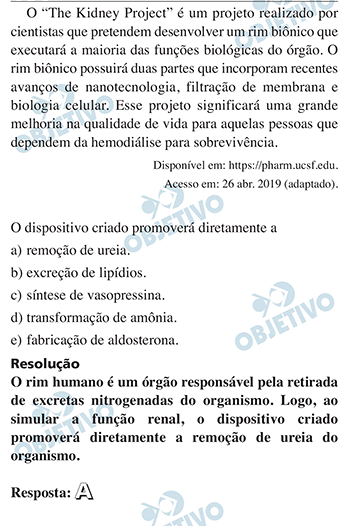 O “The Kidney Project” é um projeto realizado por
cientistas que pretendem desenvolver um rim biônico que
executará a maioria das funções biológicas do órgão. O
rim biônico possuirá duas partes que incorporam recentes
avanços de nanotecnologia, filtração de membrana e
biologia celular. Esse projeto significará uma grande
melhoria na qualidade de vida para aquelas pessoas que
dependem da hemodiálise para sobrevivência.
Disponível em: https://pharm.ucsf.edu.
Acesso em: 26 abr. 2019 (adaptado).
O dispositivo criado promoverá diretamente a
a) remoção de ureia.
b) excreção de lipídios.
c) síntese de vasopressina.
d) transformação de amônia.
e) fabricação de aldosterona.
Resolução
O rim humano é um órgão responsável pela retirada
de excretas nitrogenadas do organismo. Logo, ao
simular a função renal, o dispositivo criado
promoverá diretamente a remoção de ureia do
organismo.
Resposta: A
OBJETIVO
OBJETIVO
OBJETIVO
OBJETIVO
OBJETIVO
OBJETIVO
OBJETIVO